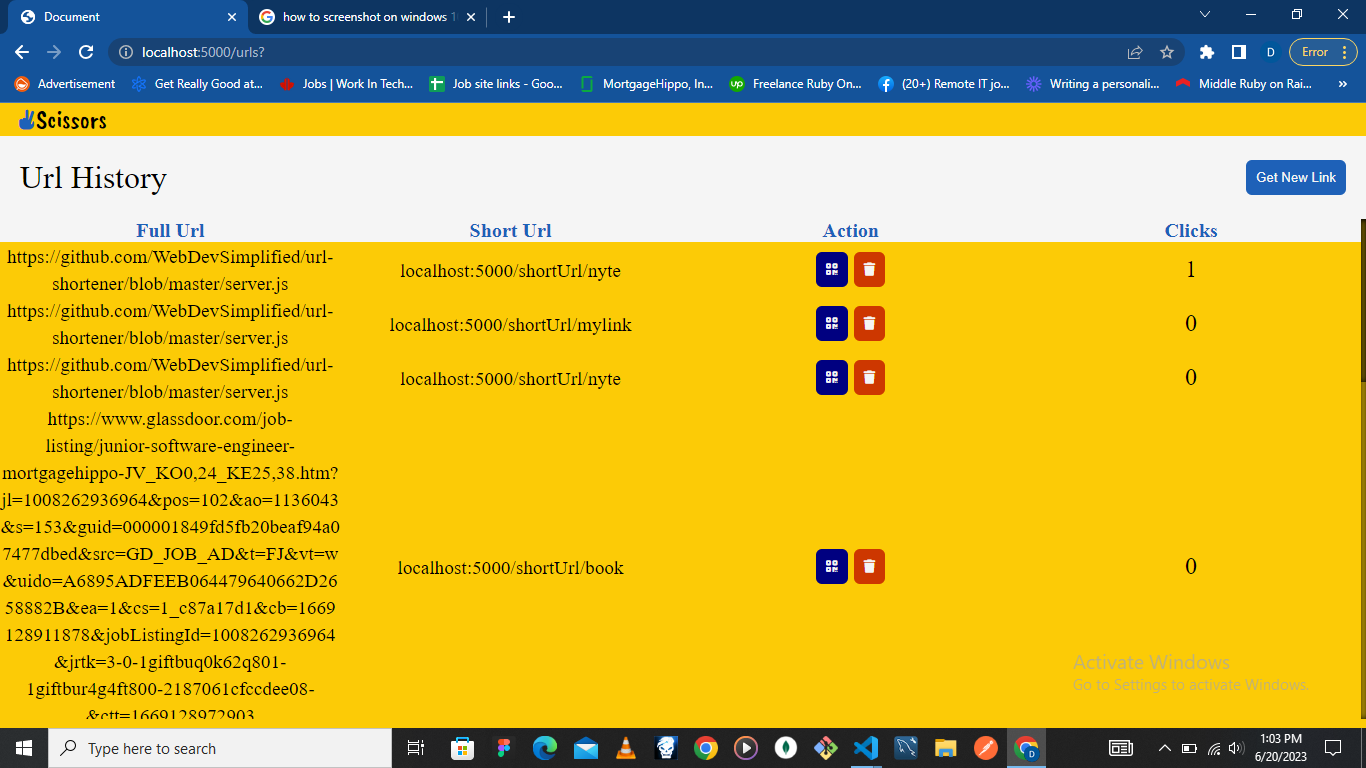 Document
how to screenshot on windows 1
localhost:5000/urls?
D
Error
Advertisement
Get Really Good at...
Jobs | Work In Tech...
Job site links - Goo...
MortgageHippo, In...
Freelance Ruby On...
(20+) Remote IT jo...
Writing a personali...
Middle Ruby on Rai...
»
Scissors
Url History
Get New Link
Full Url Short Url Action Clicks
https://github.com/WebDevSimplified/url-
shortener/blob/master/server.js
localhost:5000/shortUrl/nyte
1
https://github.com/WebDevSimplified/url-
shortener/blob/master/server.js
localhost:5000/shortUrl/mylink
0
https://github.com/WebDevSimplified/url-
shortener/blob/master/server.js
localhost:5000/shortUrl/nyte
0
https://www.glassdoor.com/job-
listing/junior-software-engineer-
mortgagehippo-JV_KO0,24_KE25,38.htm?
jl=1008262936964&pos=102&ao=1136043
&s=153&guid=000001849fd5fb20beaf94a0
7477dbed&src=GD_JOB_AD&t=FJ&vt=w
&uido=A6895ADFEEB064479640662D26
58882B&ea=1&cs=1_c87a17d1&cb=1669
128911878&jobListingId=1008262936964
&jrtk=3-0-1giftbuq0k62q801-
1giftbur4g4ft800-2187061cfccdee08-
&ctt=1669128972903
localhost:5000/shortUrl/book
0
Activate Windows
Go to Settings to activate Windows.
Type here to search
D
1:03 PM
6/20/2023